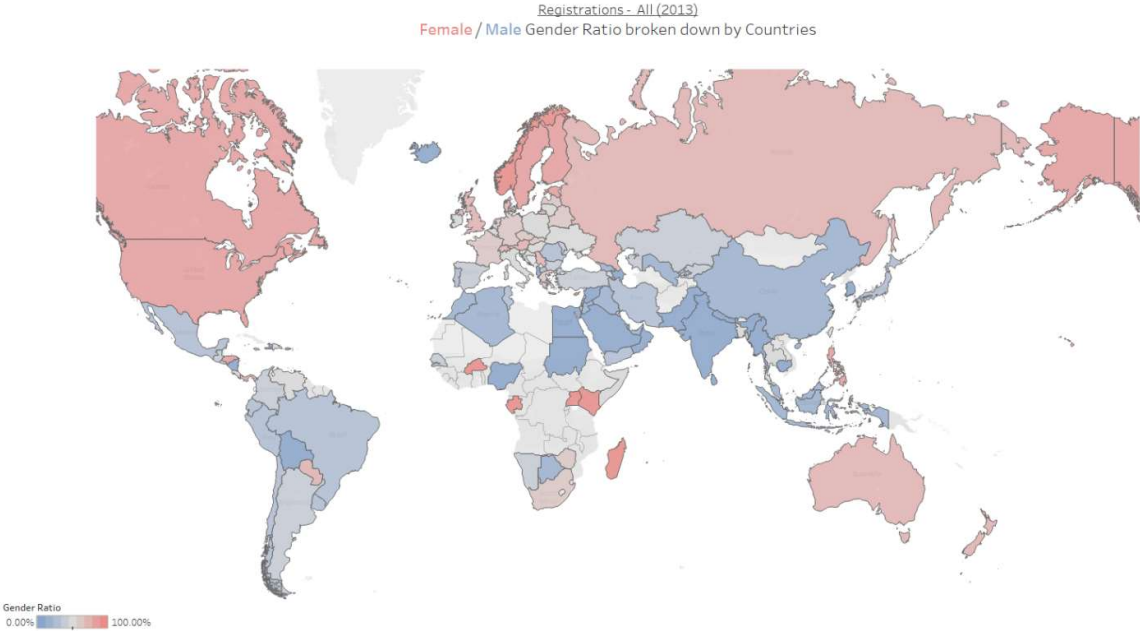 Registrations - All (2013)
Female / Male Gender Ratio broken down by Countries
Gender Ratio
0.00% 100.00%